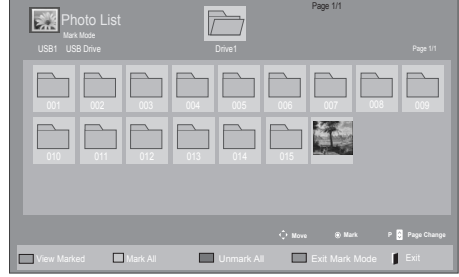 Page 1/1
Photo List
Mark Mode
USB1 USB Drive Drive1 Page 1/1
001 002 003 004 005 006 007 008 009
010 011 012 013 014 015
Move Mark P Page Change
View Marked Mark All Unmark All Exit Mark Mode Exit